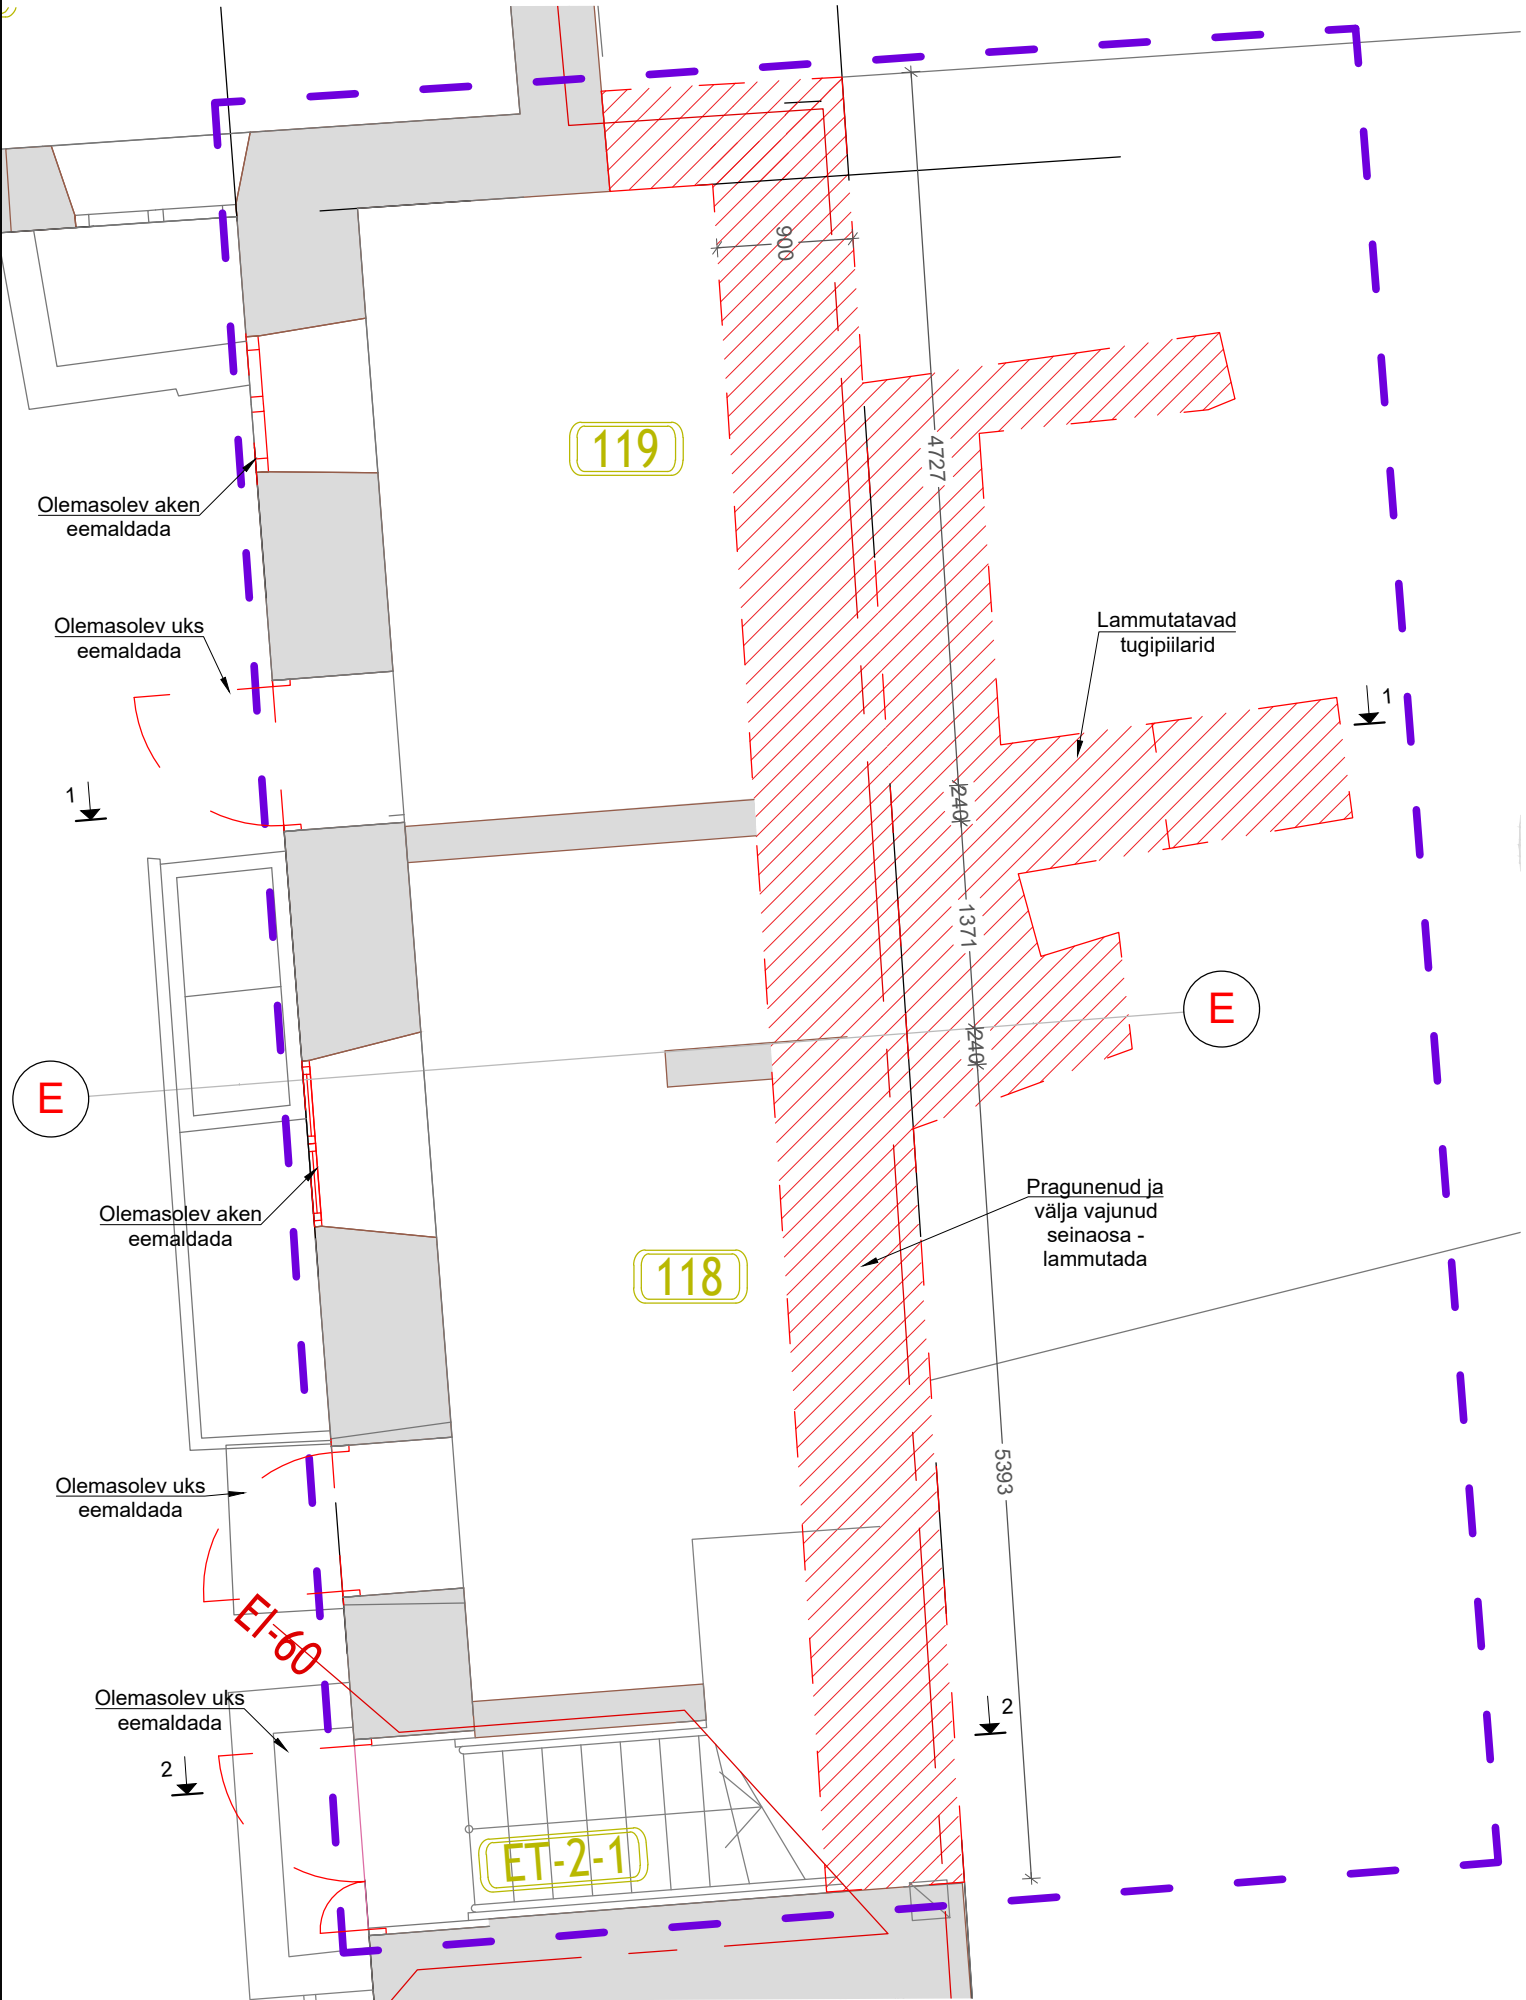 900
119
4727
Olemasolev aken
eemaldada
Olemasolev uks
eemaldada
Lammutatavad
tugipiilarid
1
1
240
1371
E
240
E
Pragunenud ja
välja vajunud
seinaosa -
lammutada
Olemasolev aken
eemaldada
118
5393
Olemasolev uks
eemaldada
EI-60
Olemasolev uks
eemaldada
2
2
ET-2-1